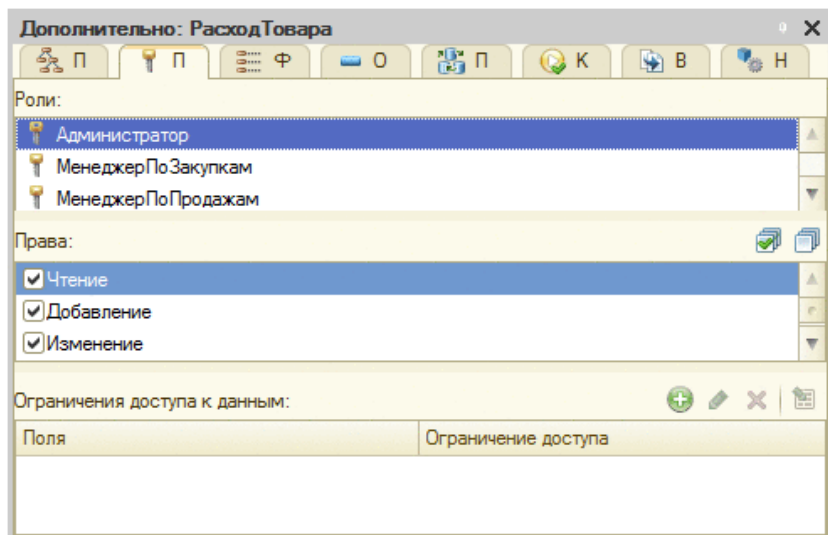 Дополнительно: РасходТовара
П П Ф О П К В Н
Роли:
Администратор
МенеджерПоЗакупкам
МенеджерПоПродажам
Права:
Чтение
Добавление
Изменение
Ограничения доступа к данным:
Поля Ограничение доступа